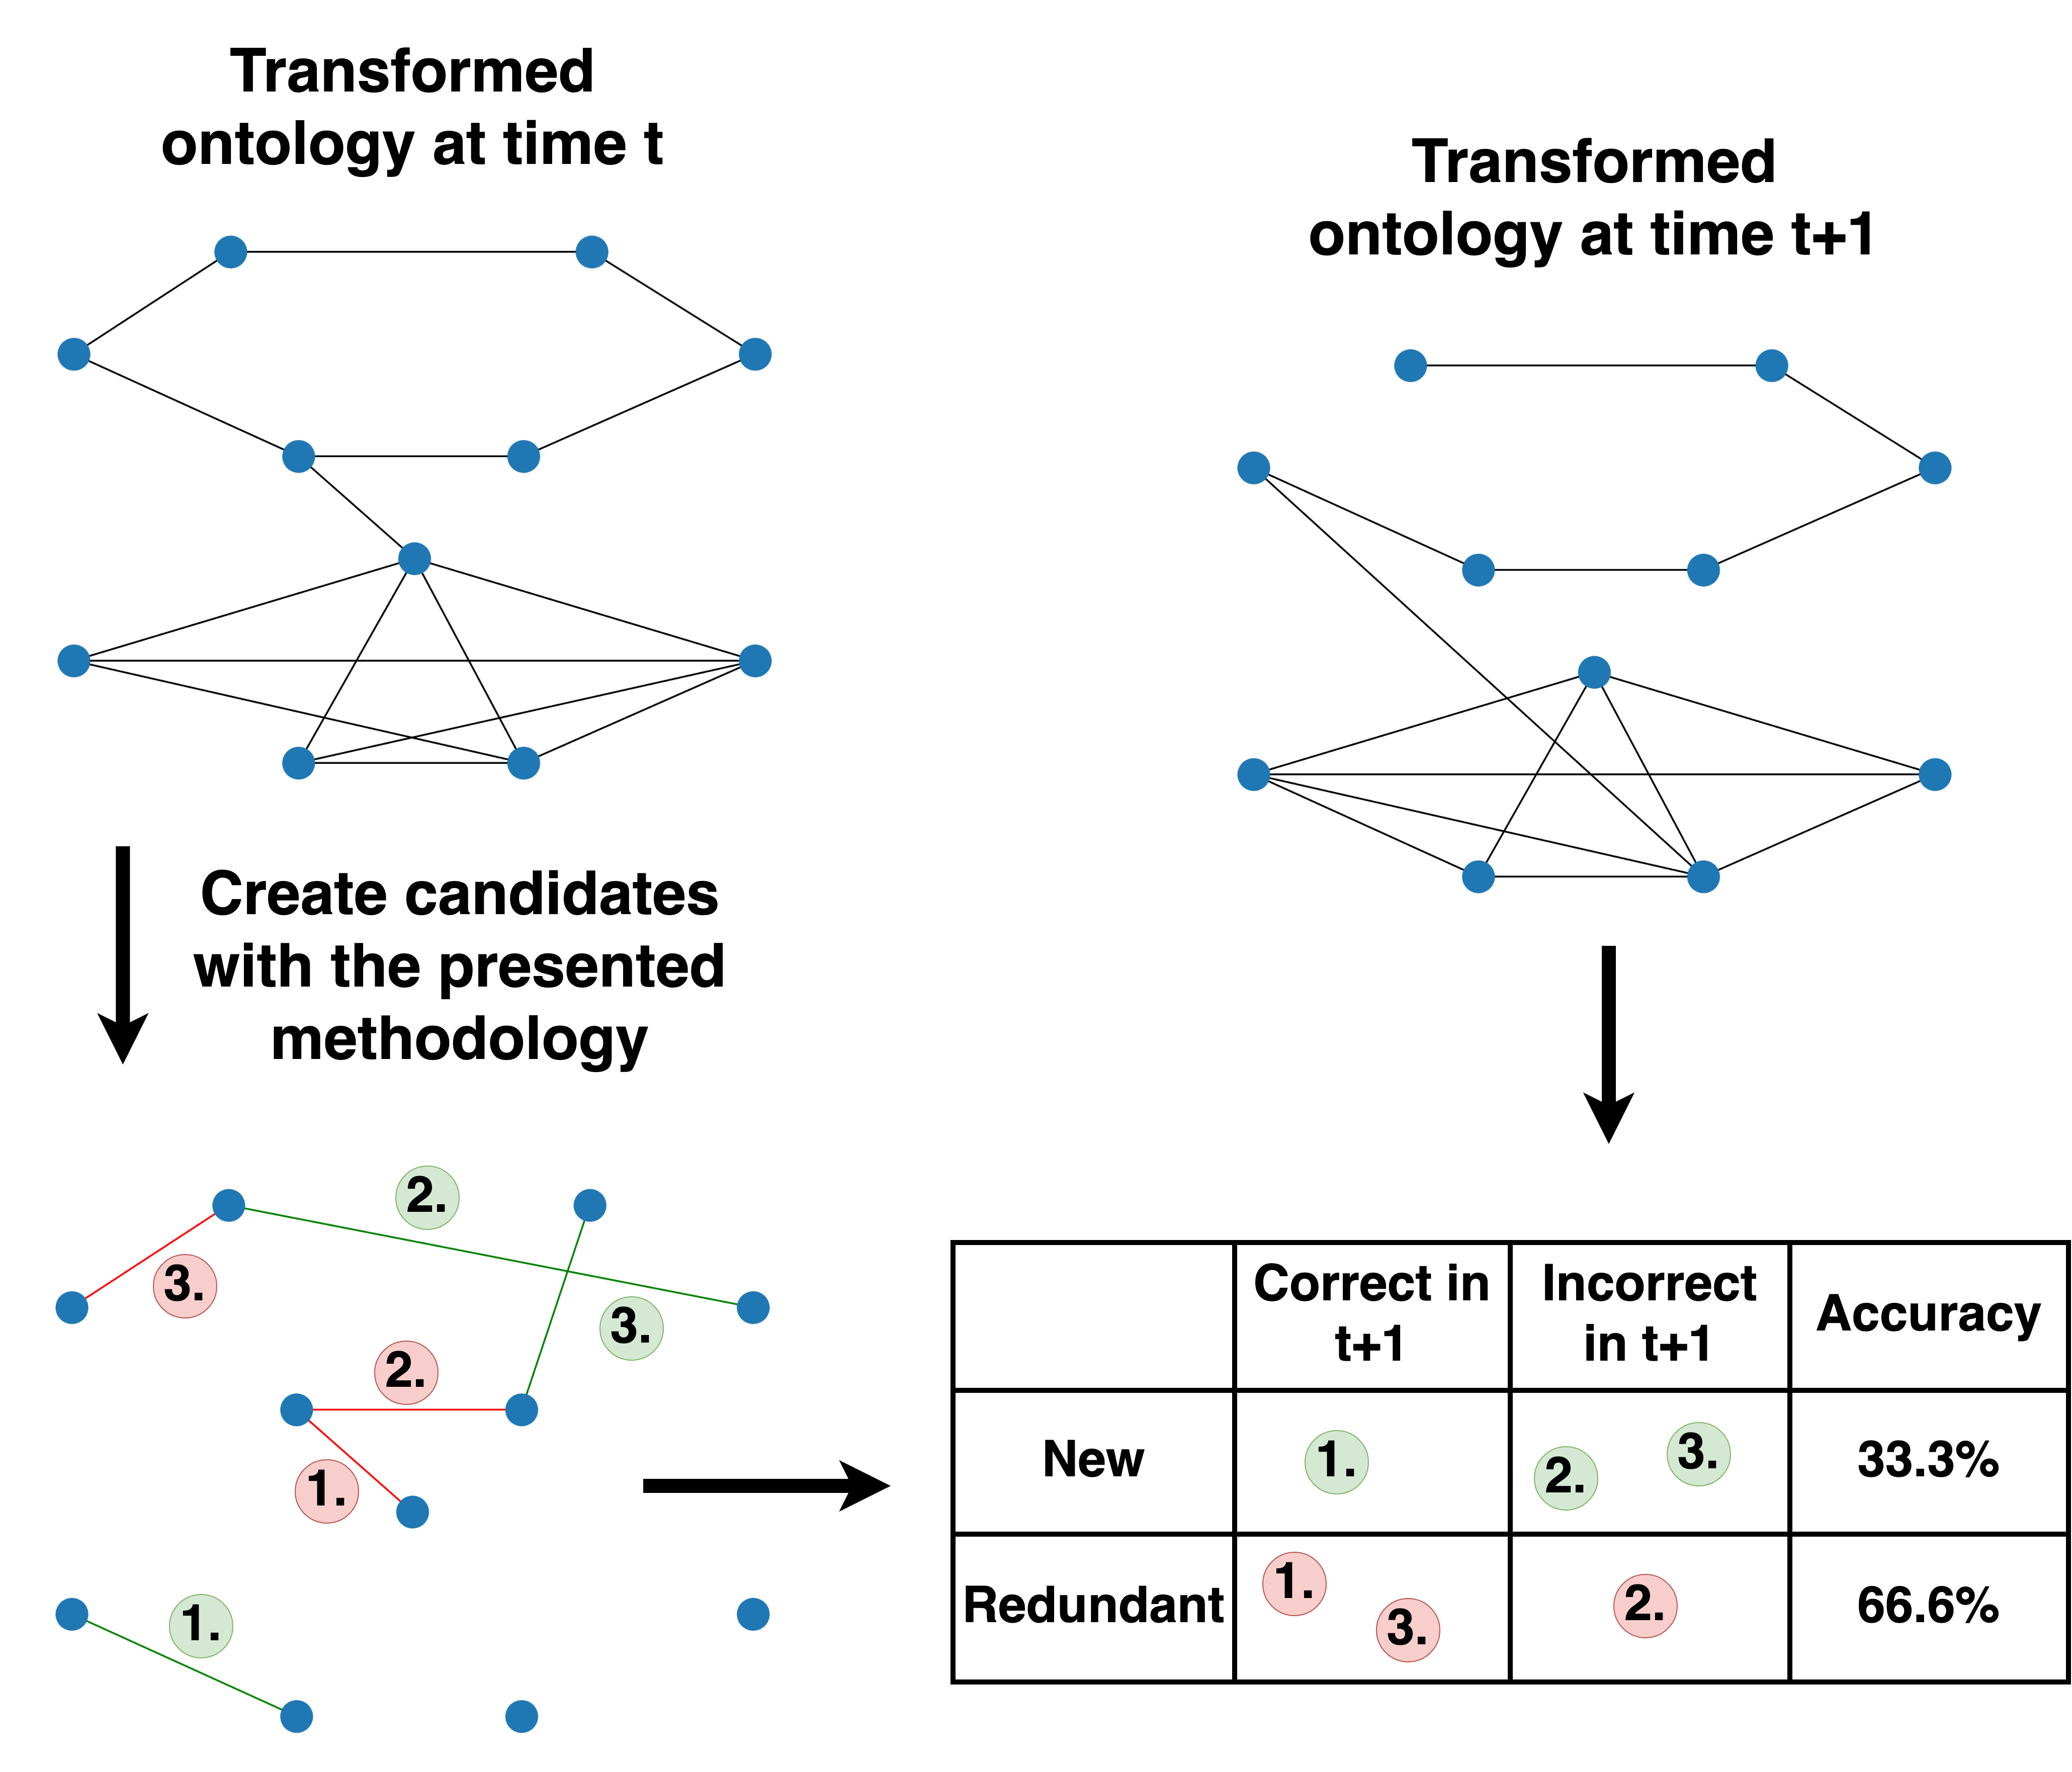 Transformed
ontology at time t
Transformed
ontology at time t+1
Create candidates
with the presented
methodology
2.
3.
3.
2.
1.
1.
Correct in
t+1
Incorrect
in t+1
Accuracy
New
1.
2.
3.
33.3%
Redundant
1.
3.
2.
66.6%